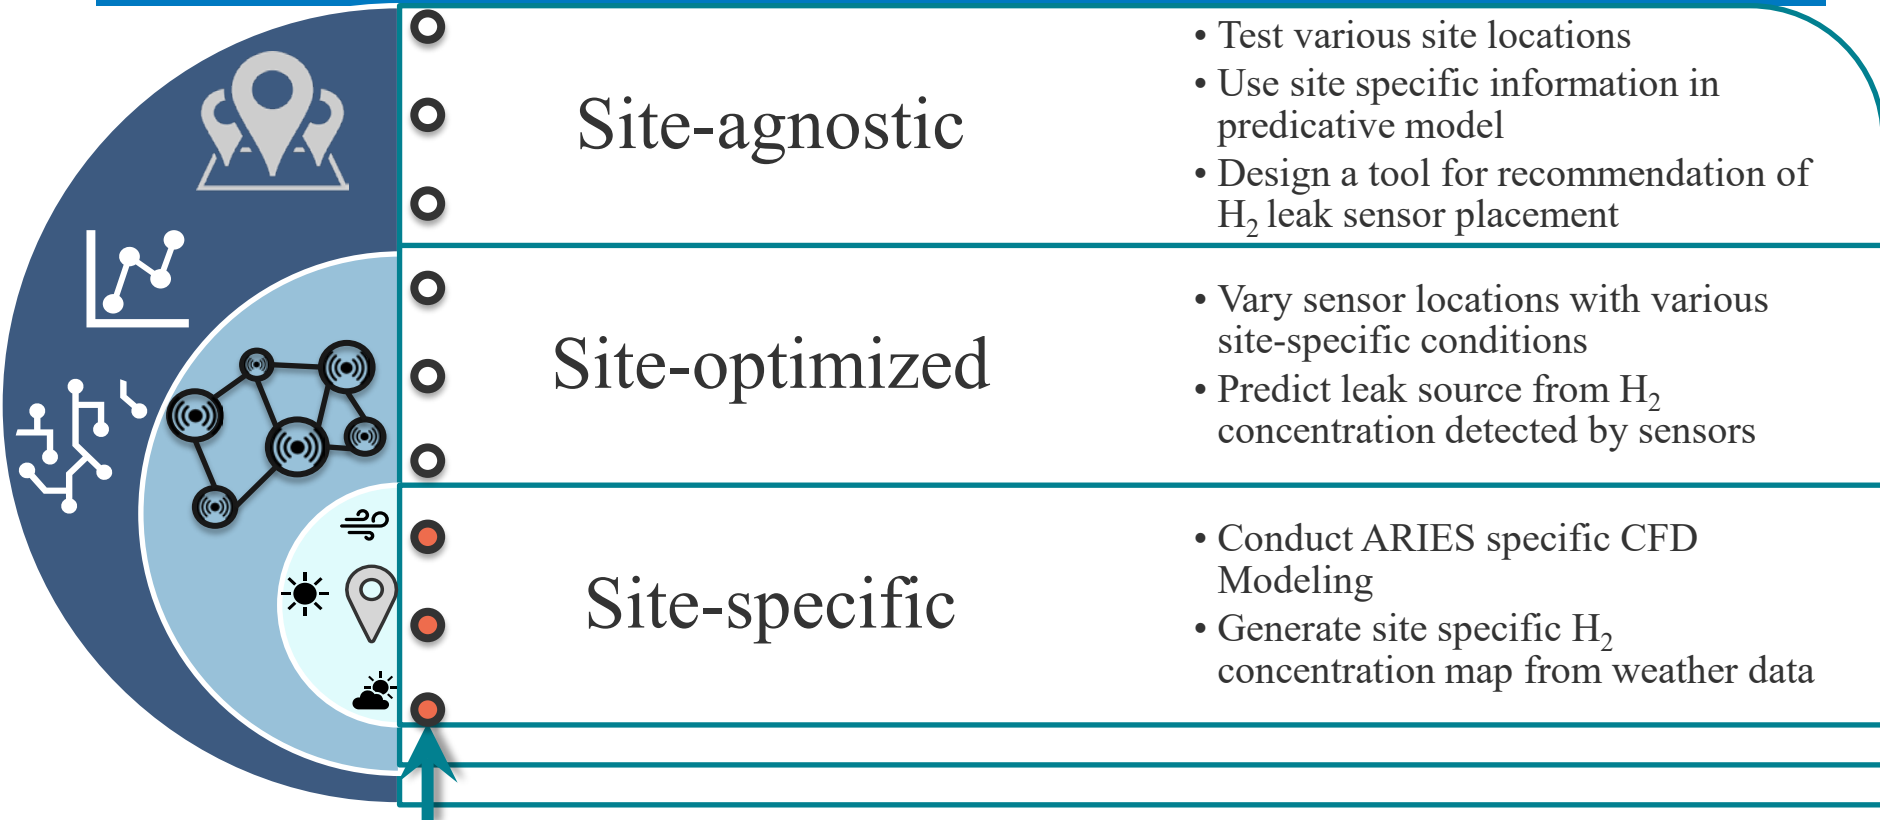 Site-agnostic
• Test various site locations
• Use site specific information in
predicative model
• Design a tool for recommendation of
H₂ leak sensor placement
Site-optimized
• Vary sensor locations with various
site-specific conditions
• Predict leak source from H₂
concentration detected by sensors
Site-specific
• Conduct ARIES specific CFD
Modeling
• Generate site specific H₂
concentration map from weather data